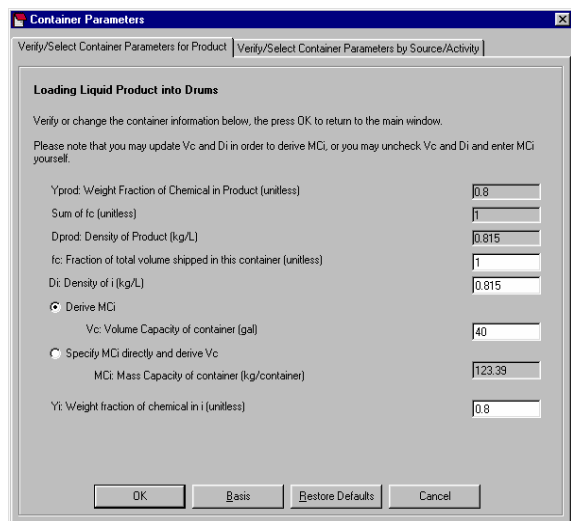 Container Parameters
Verify/Select Container Parameters for Product Verify/Select Container Parameters by Source/Activity
Loading Liquid Product into Drums
Verify or change the container information below, the press OK to return to the main window.
Please note that you may update Vc and Di in order to derive MCi, or you may uncheck Vc and Di and enter MCi
yourself.
Yprod: Weight Fraction of Chemical in Product (unitless) 0.8
Sum of fc (unitless) 1
Dprod: Density of Product (kg/L) 0.815
fc: Fraction of total volume shipped in this container (unitless) 1
Di: Density of i (kg/L) 0.815
Derive MCi
Vc: Volume Capacity of container (gal) 40
Specify MCi directly and derive Vc
MCi: Mass Capacity of container (kg/container) 123.39
Yi: Weight fraction of chemical in i (unitless) 0.8
OK Basis Restore Defaults Cancel